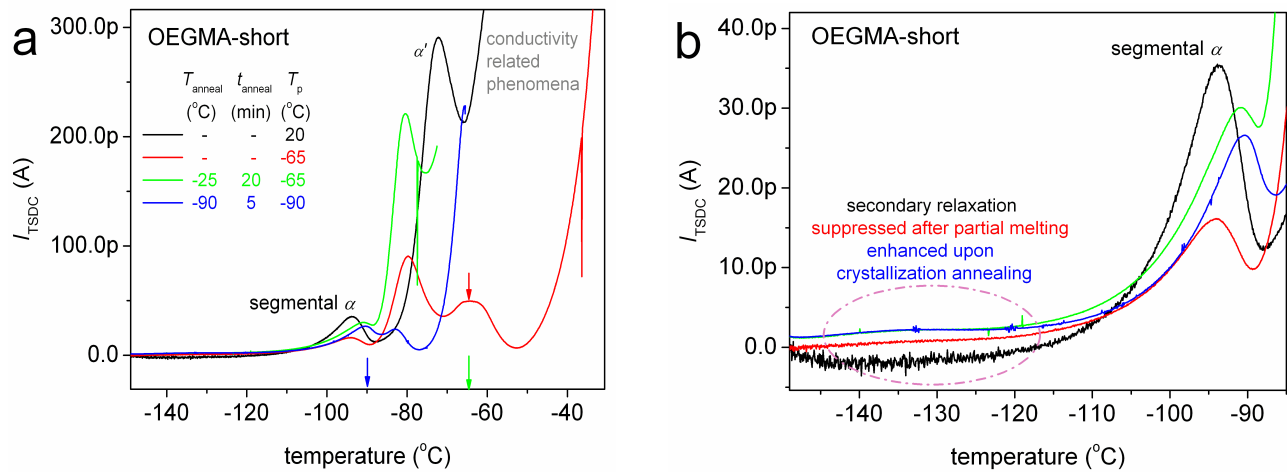 a
OEGMA-short
T_anneal t_anneal T_p
(°C) (min) (°C)
- - 20
- - -65
-25 20 -65
-90 5 -90
α'
conductivity
related
phenomena
segmental α
300.0p
200.0p
100.0p
0.0
I_TSDC (A)
-140 -120 -100 -80 -60 -40
temperature (°C)
b
OEGMA-short
segmental α
secondary relaxation
suppressed after partial melting
enhanced upon
crystallization annealing
40.0p
30.0p
20.0p
10.0p
0.0
I_TSDC (A)
-140 -130 -120 -110 -100 -90
temperature (°C)